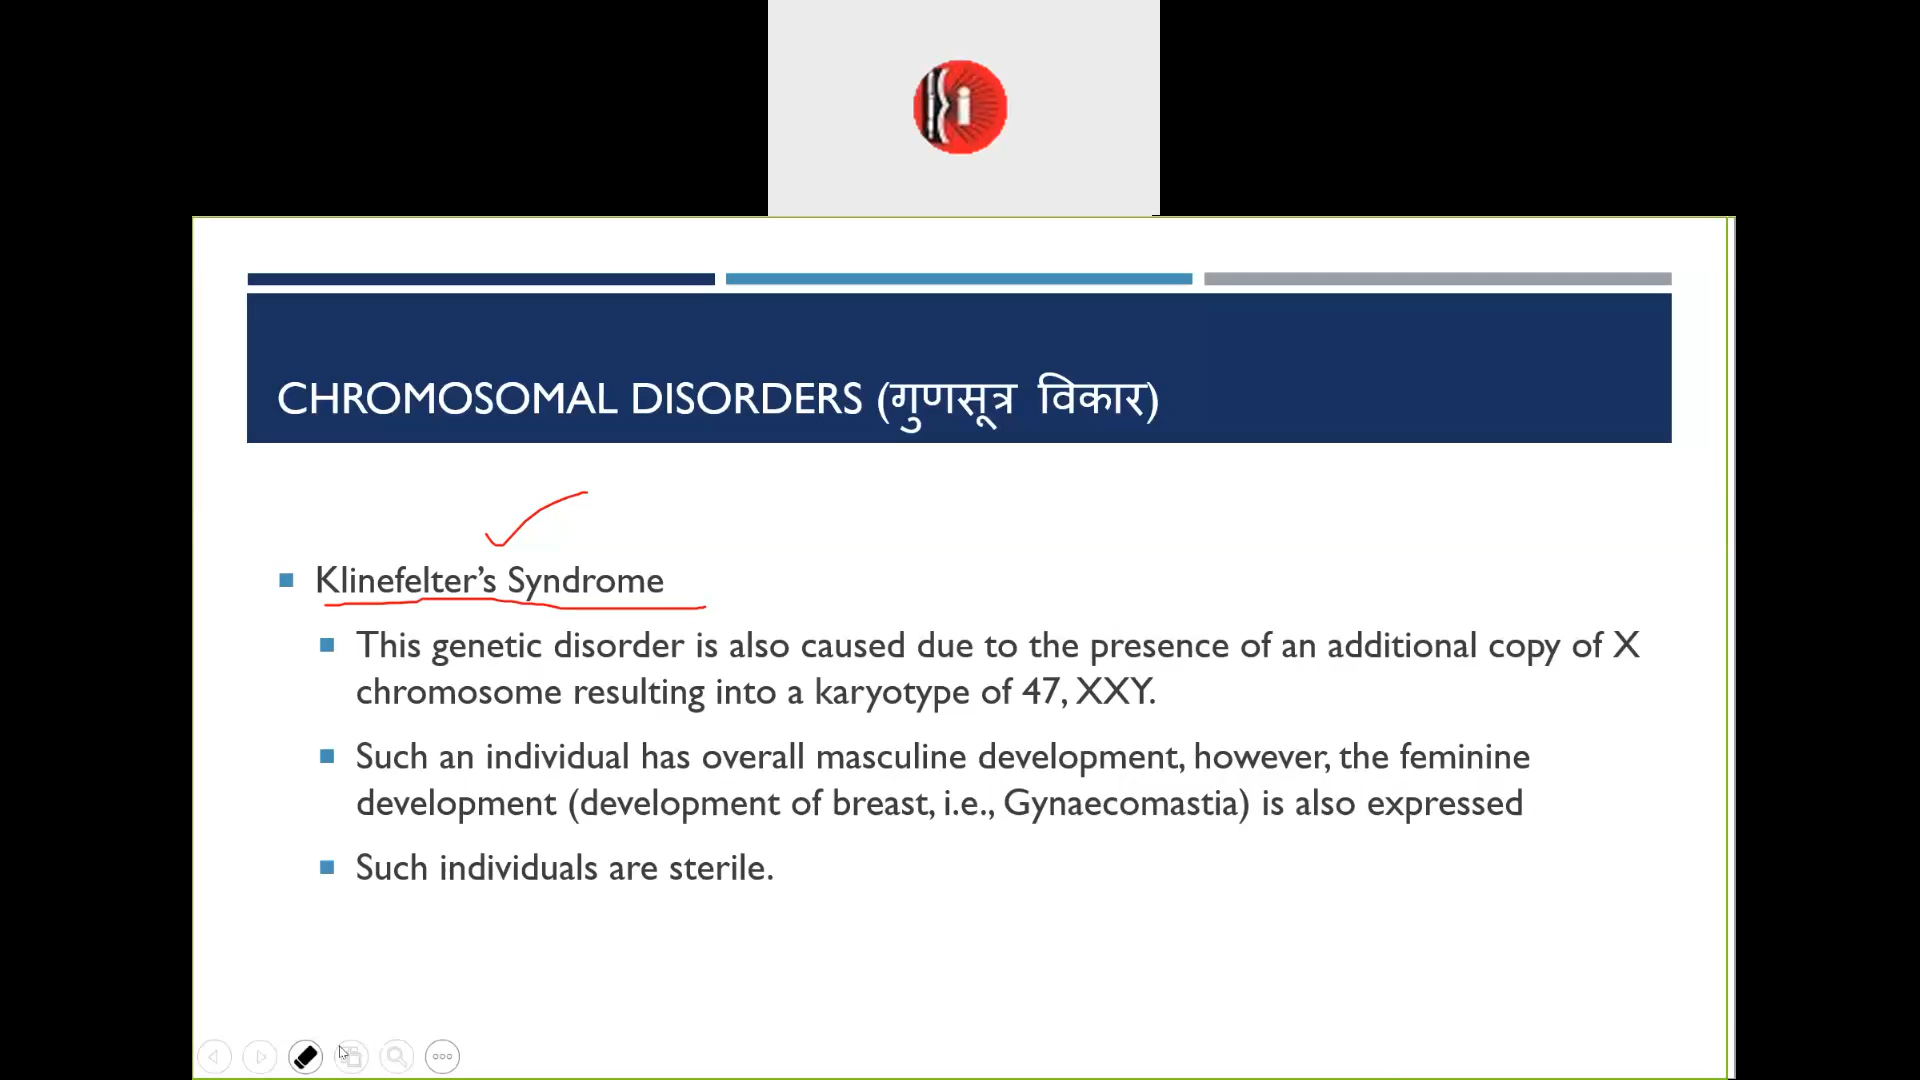 CHROMOSOMAL DISORDERS (गुणसूत्र विकार)
Klinefelter’s Syndrome
This genetic disorder is also caused due to the presence of an additional copy of X
chromosome resulting into a karyotype of 47, XXY.
Such an individual has overall masculine development, however, the feminine
development (development of breast, i.e., Gynaecomastia) is also expressed
Such individuals are sterile.